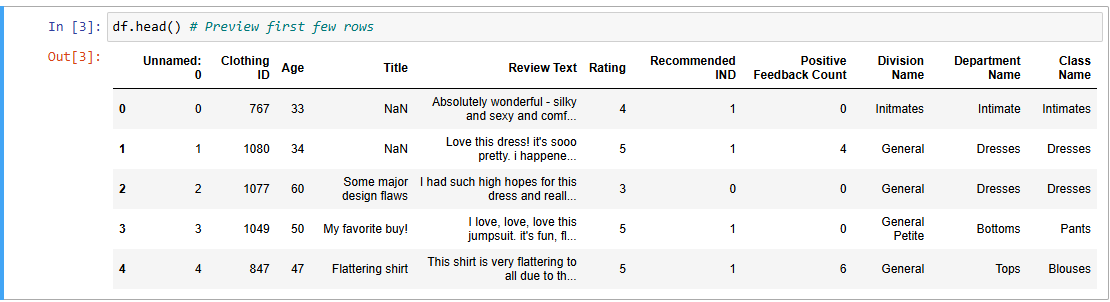 In [3]: df.head() # Preview first few rows
Out[3]:
Unnamed: 0 Clothing ID Age Title Review Text Rating Recommended IND Positive Feedback Count Division Name Department Name Class Name
0 0 767 33 NaN Absolutely wonderful - silky and sexy and comf... 4 1 0 Initmates Intimate Intimates
1 1 1080 34 NaN Love this dress! it's sooo pretty. i happene... 5 1 4 General Dresses Dresses
2 2 1077 60 Some major design flaws I had such high hopes for this dress and reall... 3 0 0 General Dresses Dresses
3 3 1049 50 My favorite buy! I love, love, love this jumpsuit. it's fun, fl... 5 1 0 General Petite Bottoms Pants
4 4 847 47 Flattering shirt This shirt is very flattering to all due to th... 5 1 6 General Tops Blouses